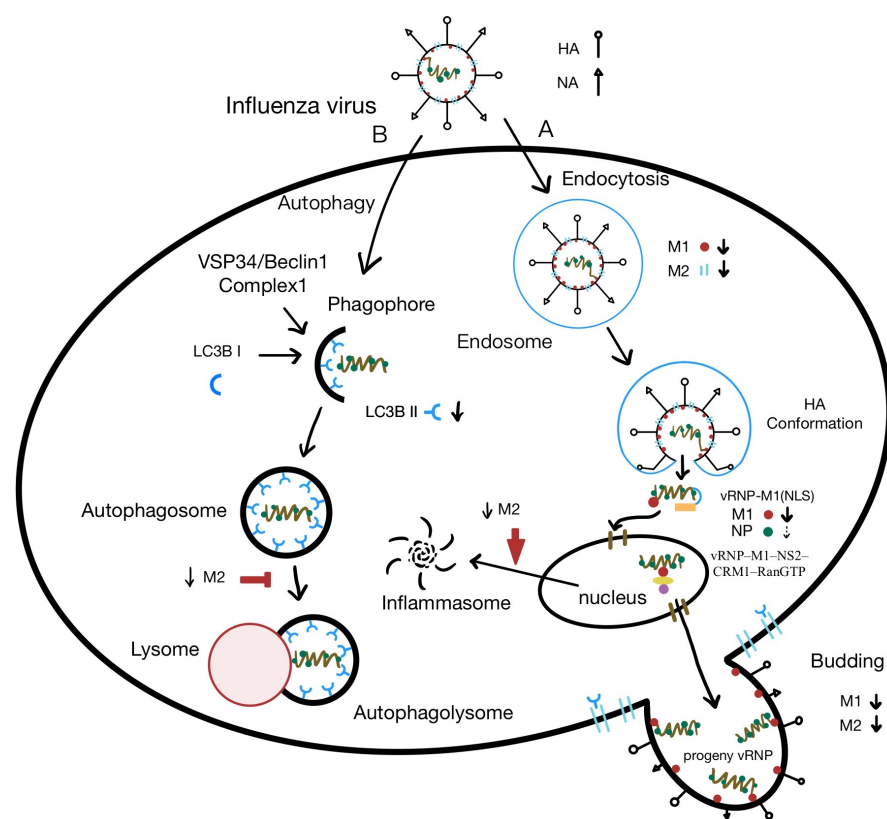 HA
NA
Influenza virus
B
A
Endocytosis
Autophagy
M1
M2
VSP34/Beclin1
Complex1
Phagophore
Endosome
LC3B I
LC3B II
HA
Conformation
vRNP-M1(NLS)
M1
NP
vRNP–M1–NS2–
CRM1–RanGTP
Autophagosome
↓ M2
↓ M2
Inflammasome
nucleus
Lysome
Autophagolysome
Budding
M1
M2
progeny vRNP